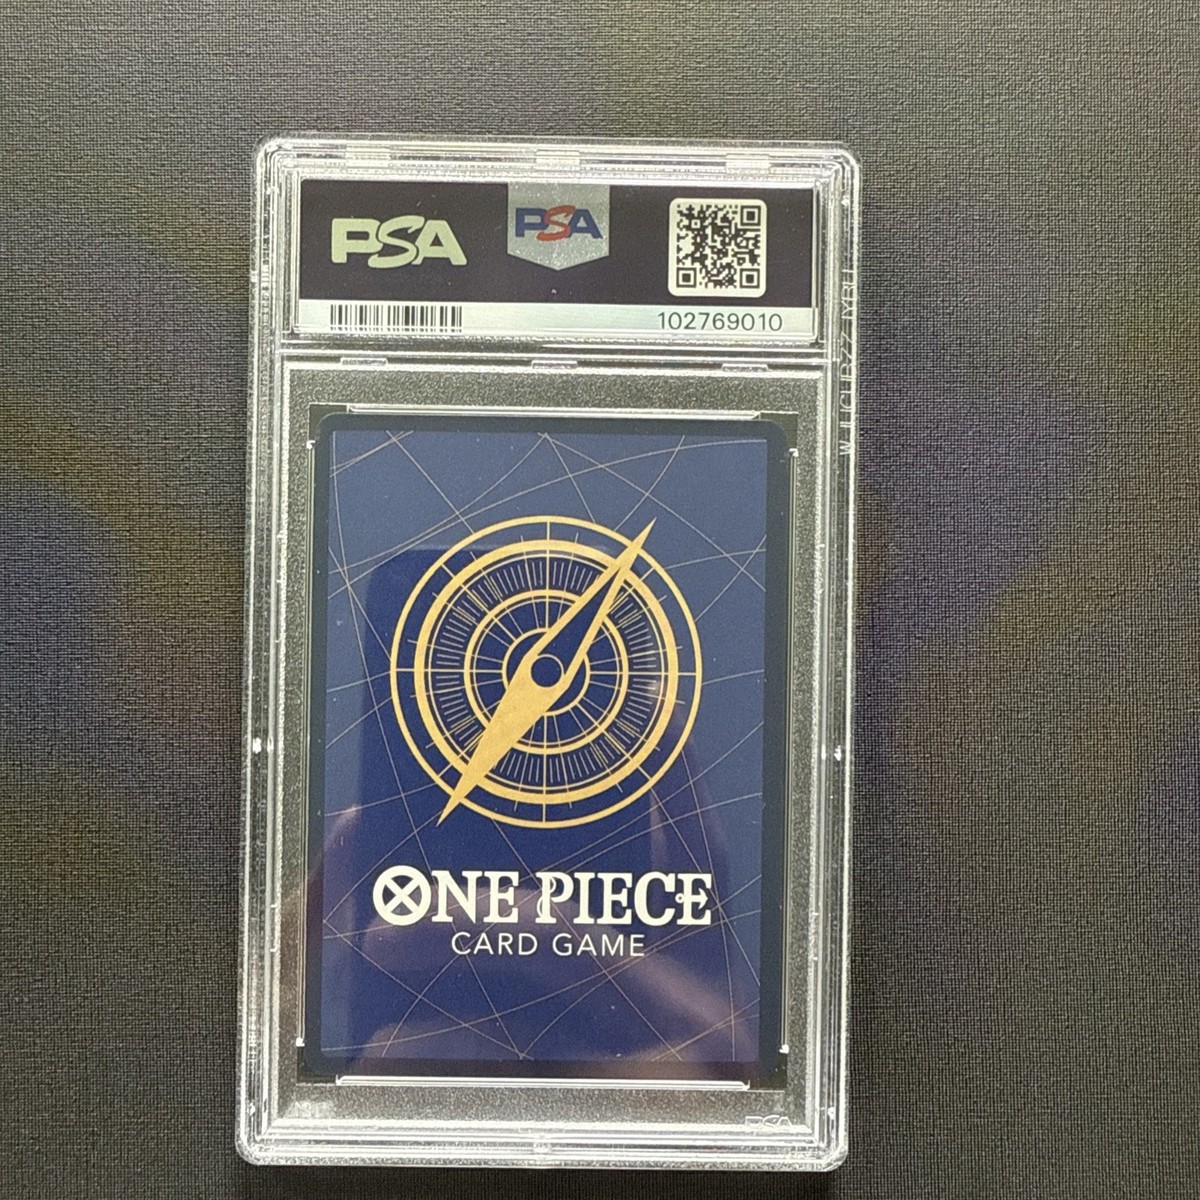 PSA
PSA
102769010
ONE PIECE
CARD GAME
PSA